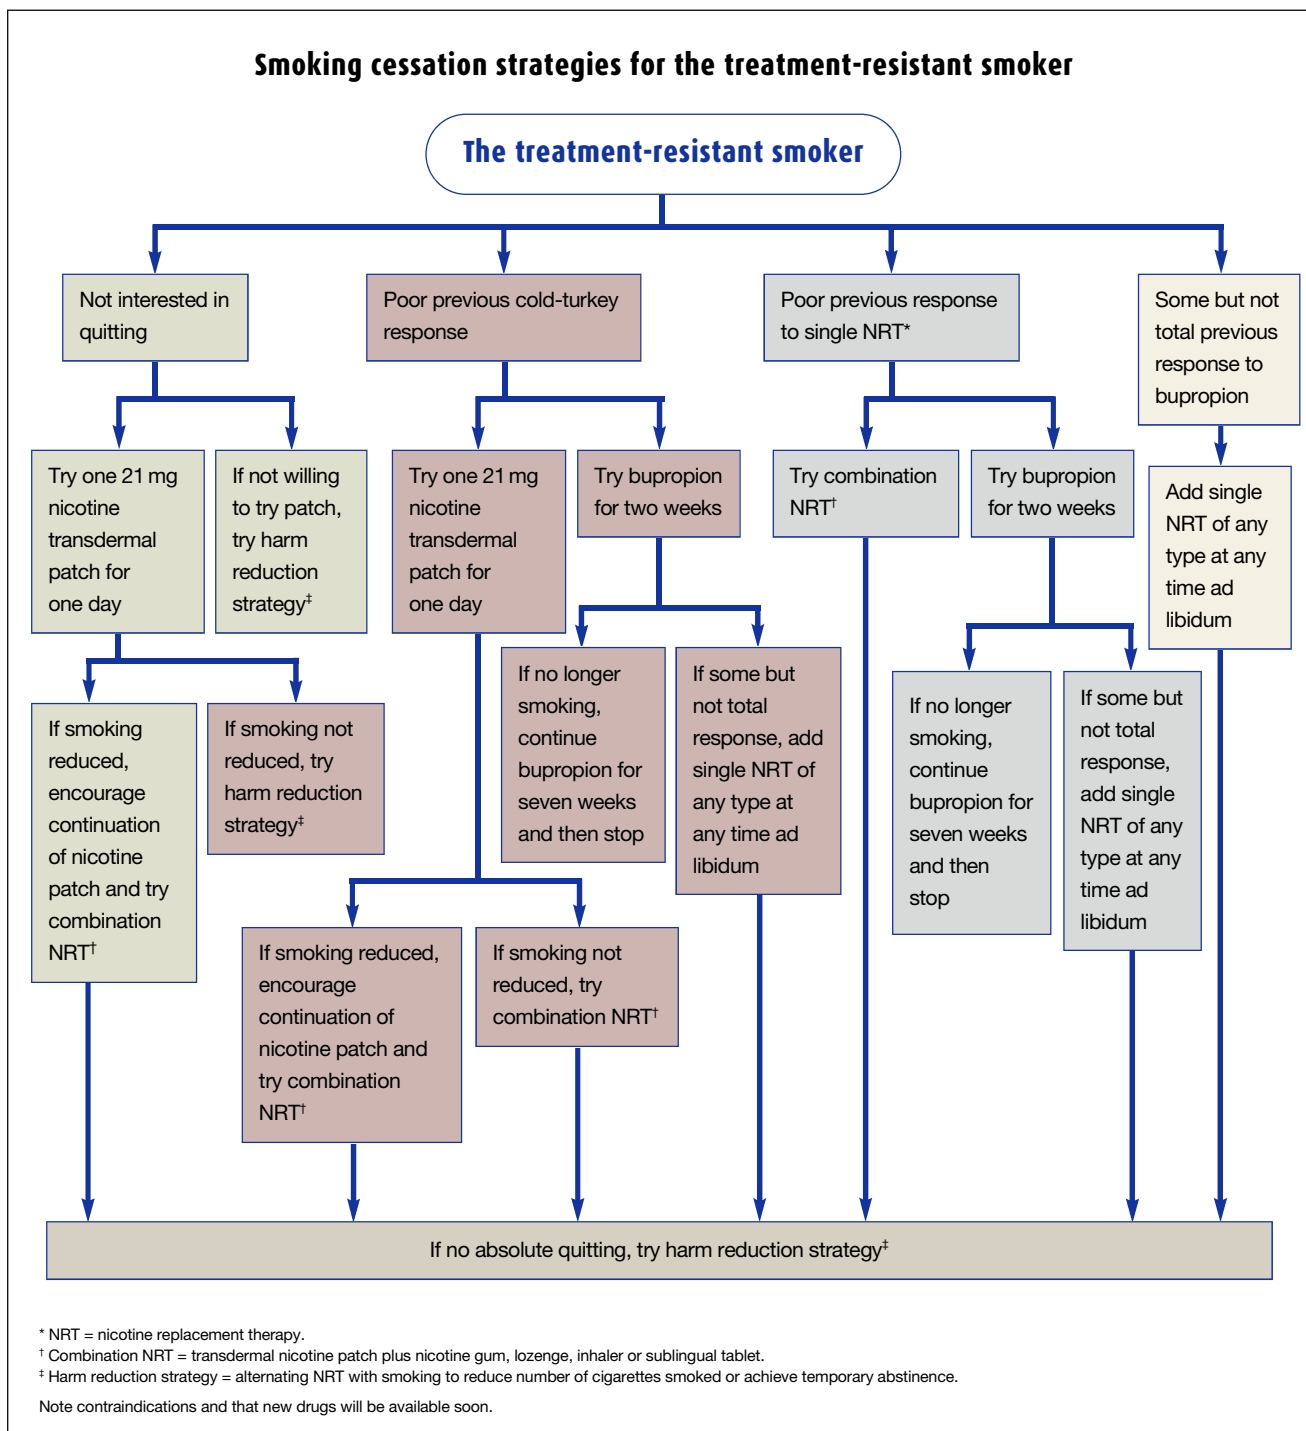 Smoking cessation strategies for the treatment-resistant smoker
The treatment-resistant smoker
Not interested in
quitting
Poor previous cold-turkey
response
Poor previous response
to single NRT*
Some but not
total previous
response to
bupropion
Try one 21 mg
nicotine
transdermal
patch for
one day
If not willing
to try patch,
try harm
reduction
strategy‡
Try one 21 mg
nicotine
transdermal
patch for
one day
Try bupropion
for two weeks
Try combination
NRT†
Try bupropion
for two weeks
Add single
NRT of any
type at any
time ad
libidum
If smoking
reduced,
encourage
continuation
of nicotine
patch and try
combination
NRT†
If smoking not
reduced, try
harm reduction
strategy‡
If no longer
smoking,
continue
bupropion for
seven weeks
and then stop
If some but
not total
response, add
single NRT of
any type at
any time ad
libidum
If no longer
smoking,
continue
bupropion for
seven weeks
and then
stop
If some but
not total
response,
add single
NRT of any
type at any
time ad
libidum
If smoking reduced,
encourage
continuation of
nicotine patch and
try combination
NRT†
If smoking not
reduced, try
combination NRT†
If no absolute quitting, try harm reduction strategy‡
* NRT = nicotine replacement therapy.
† Combination NRT = transdermal nicotine patch plus nicotine gum, lozenge, inhaler or sublingual tablet.
‡ Harm reduction strategy = alternating NRT with smoking to reduce number of cigarettes smoked or achieve temporary abstinence.
Note contraindications and that new drugs will be available soon.